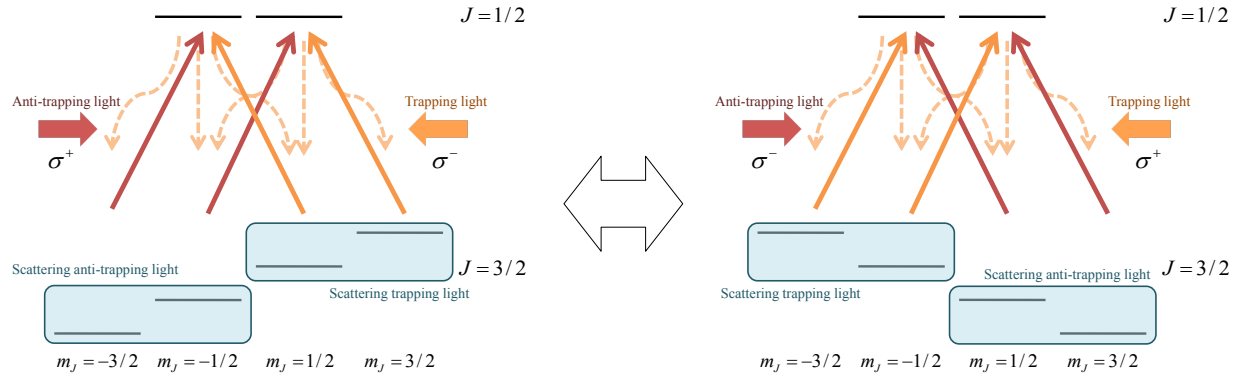 J = 1/2
Anti-trapping light
Trapping light
σ⁺
σ⁻
Scattering anti-trapping light
J = 3/2
Scattering trapping light
m_J = −3/2 m_J = −1/2 m_J = 1/2 m_J = 3/2
J = 1/2
Anti-trapping light
Trapping light
σ⁻
σ⁺
Scattering anti-trapping light
J = 3/2
Scattering trapping light
m_J = −3/2 m_J = −1/2 m_J = 1/2 m_J = 3/2